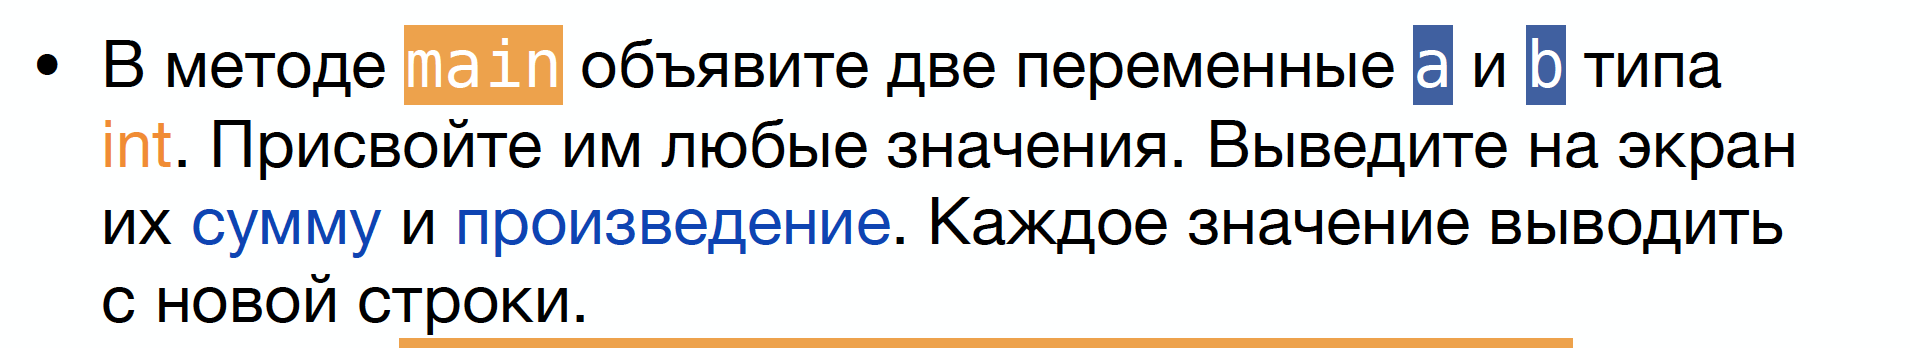 • В методе main объявите две переменные a и b типа
int. Присвойте им любые значения. Выведите на экран
их сумму и произведение. Каждое значение выводить
с новой строки.